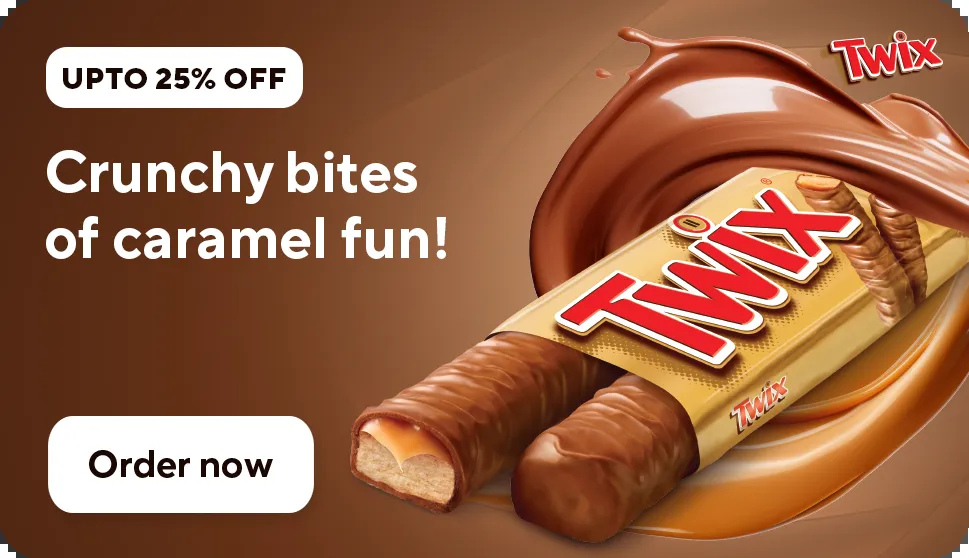 UPTO 25% OFF
TWIX
Crunchy bites
of caramel fun!
TWIX
TWIX
Order now